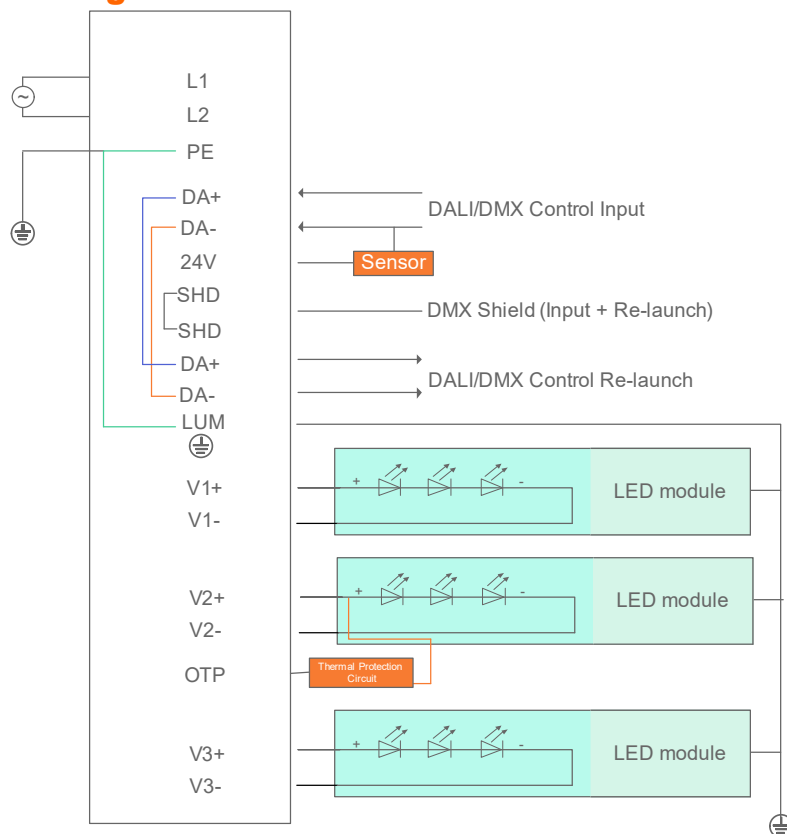 L1
L2
PE
DA+
DALI/DMX Control Input
DA-
24V
Sensor
SHD
DMX Shield (Input + Re-launch)
SHD
DA+
DALI/DMX Control Re-launch
DA-
LUM
V1+
+
-
LED module
V1-
V2+
+
-
LED module
V2-
OTP
Thermal Protection
Circuit
V3+
+
-
LED module
V3-